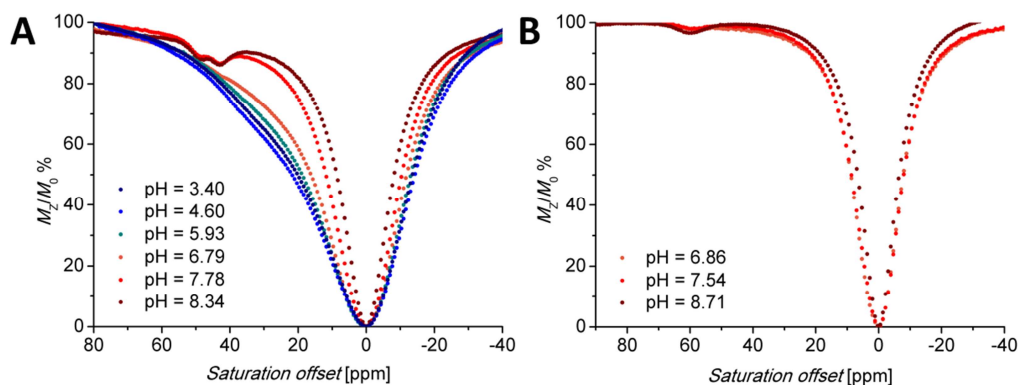 A
M_Z/M_0 %
100
80
60
40
20
0
pH = 3.40
pH = 4.60
pH = 5.93
pH = 6.79
pH = 7.78
pH = 8.34
80 60 40 20 0 -20 -40
Saturation offset [ppm]
B
M_Z/M_0 %
100
80
60
40
20
0
pH = 6.86
pH = 7.54
pH = 8.71
80 60 40 20 0 -20 -40
Saturation offset [ppm]